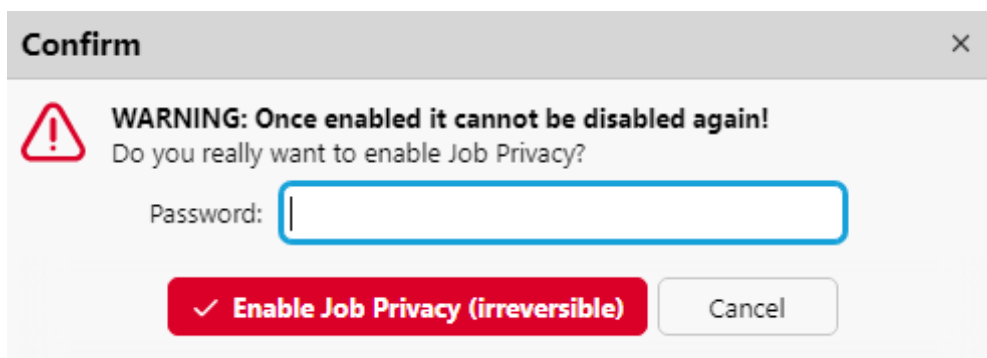 Confirm
WARNING: Once enabled it cannot be disabled again!
Do you really want to enable Job Privacy?
Password:
Enable Job Privacy (irreversible)
Cancel